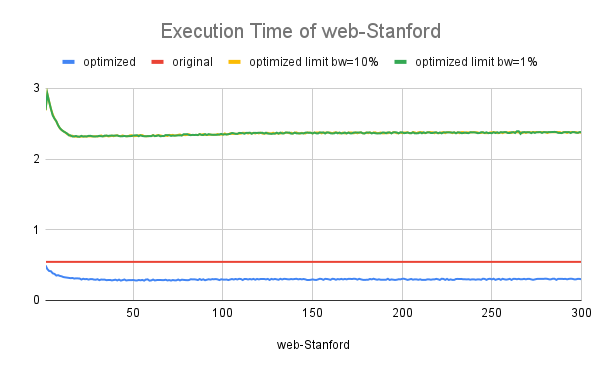 Execution Time of web-Stanford
optimized original optimized limit bw=10% optimized limit bw=1%
3
2
1
0
50 100 150 200 250 300
web-Stanford